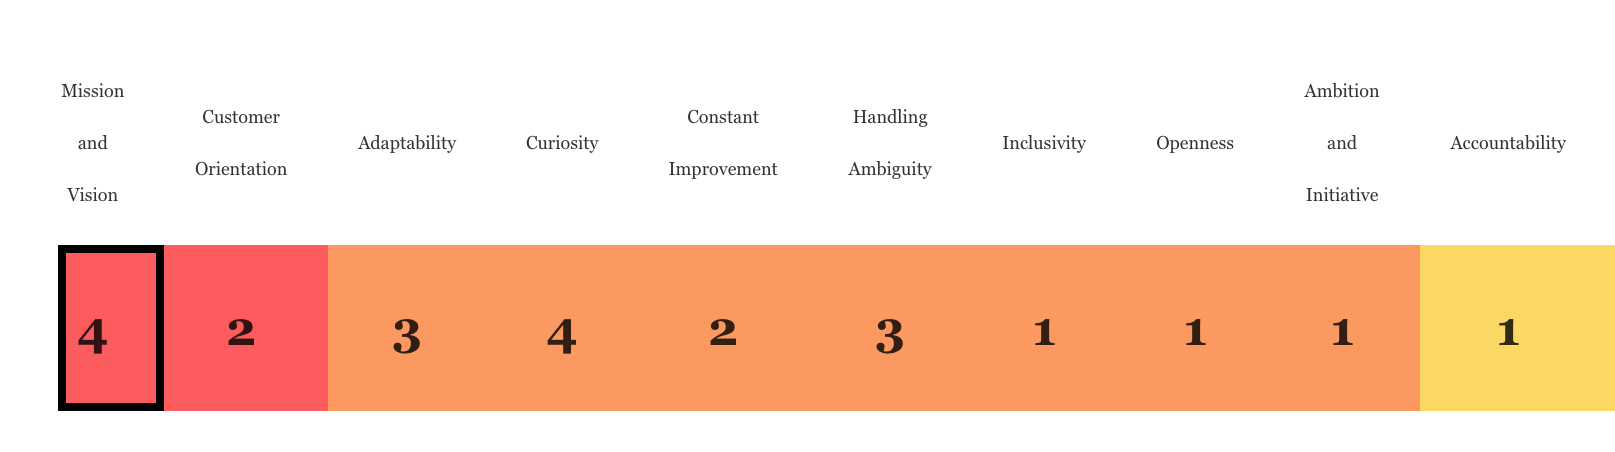 Mission
and
Vision
Customer
Orientation
Adaptability
Curiosity
Constant
Improvement
Handling
Ambiguity
Inclusivity
Openness
Ambition
and
Initiative
Accountability
4 2 3 4 2 3 1 1 1 1